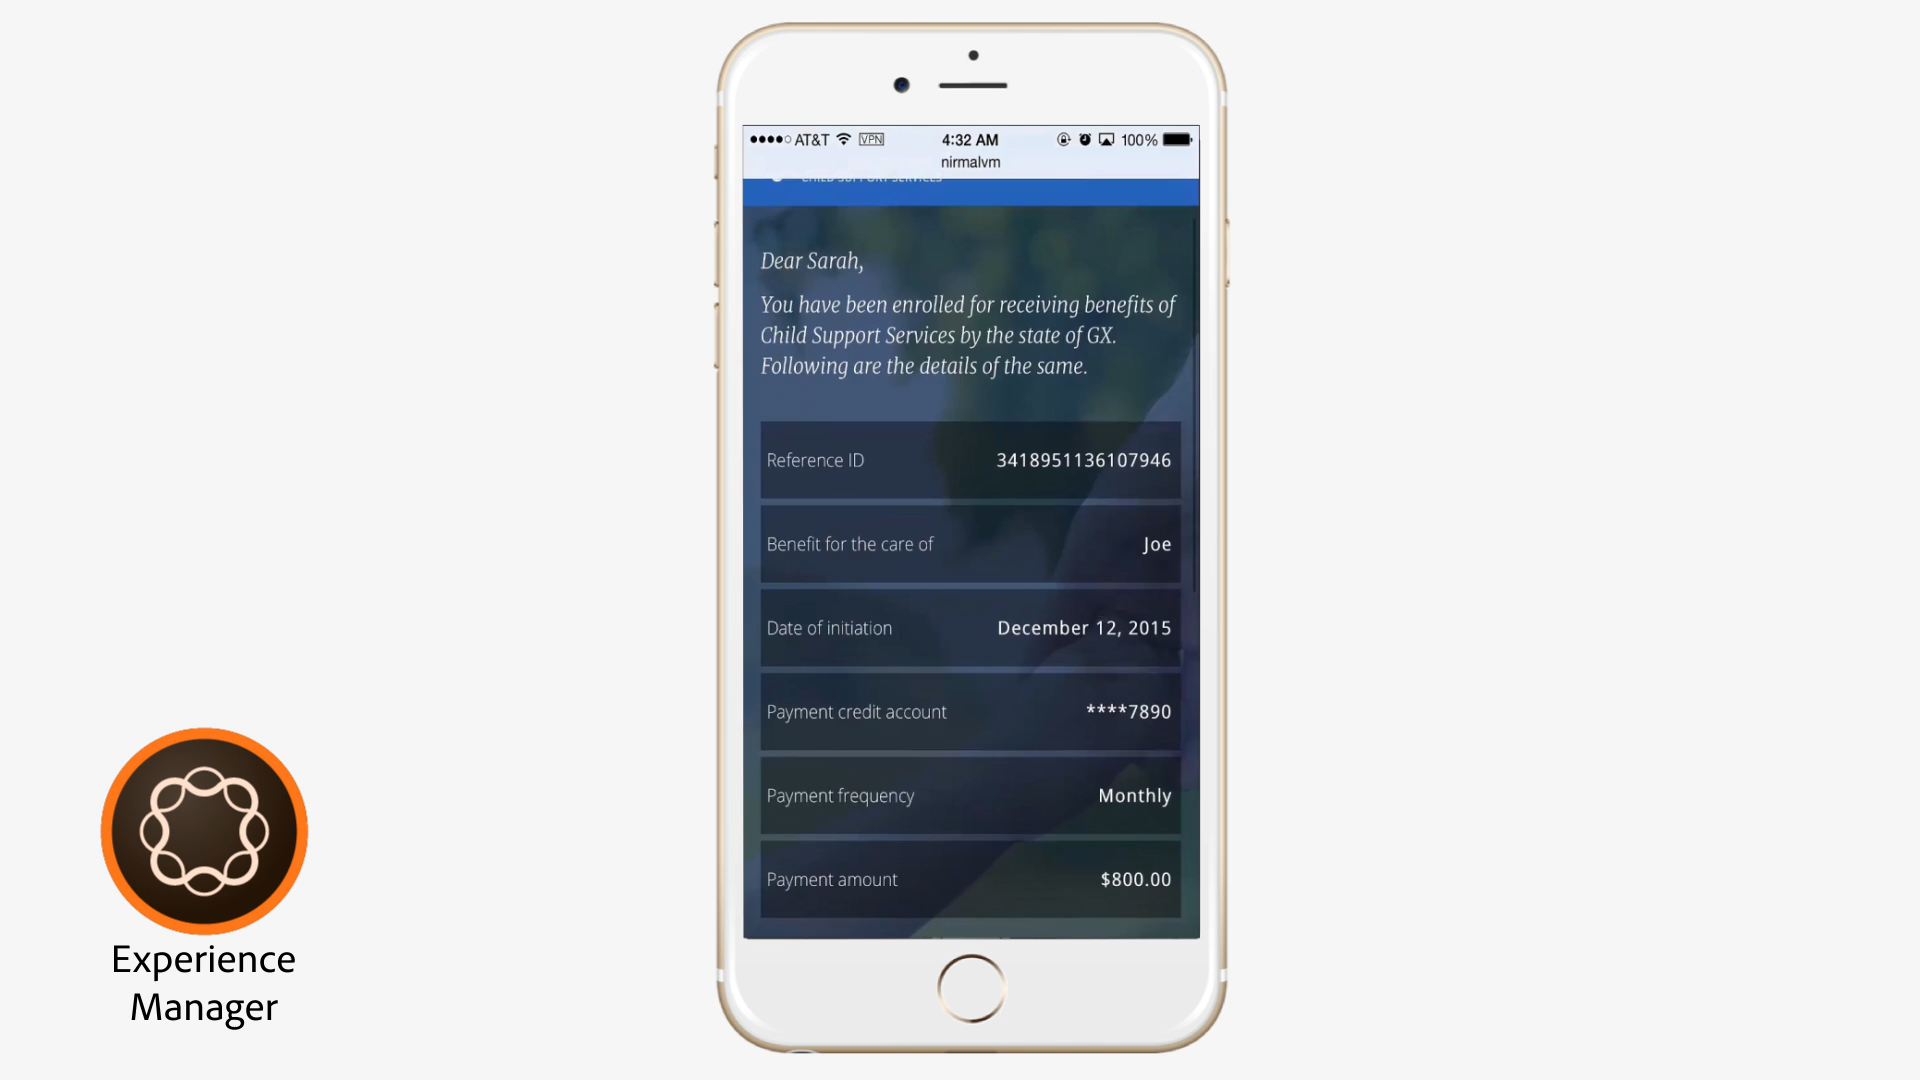 AT&T VPN 4:32 AM 100%
nirmalvm
CHILD SUPPORT SERVICES
Dear Sarah,
You have been enrolled for receiving benefits of
Child Support Services by the state of GX.
Following are the details of the same.
Reference ID 3418951136107946
Benefit for the care of Joe
Date of initiation December 12, 2015
Payment credit account ****7890
Payment frequency Monthly
Payment amount $800.00
Experience
Manager